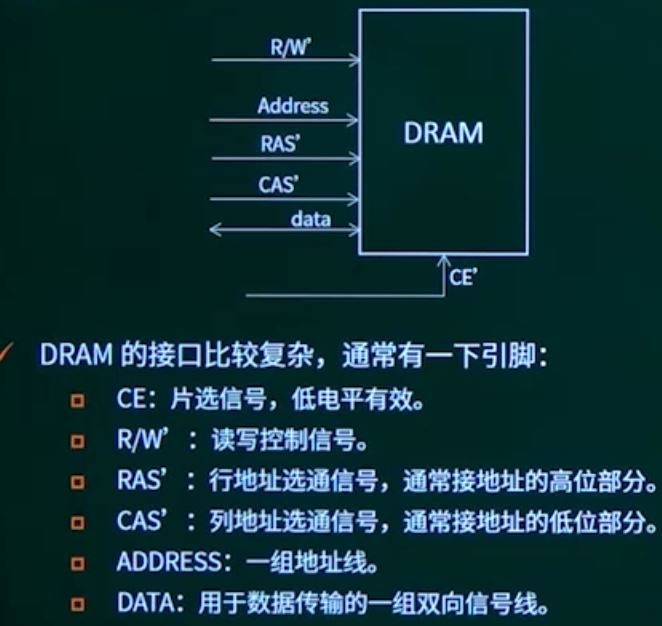 R/W’
Address
RAS’
CAS’
data
DRAM
CE’
DRAM 的接口比较复杂，通常有一下引脚：
CE：片选信号，低电平有效。
R/W’ ：读写控制信号。
RAS’ ：行地址选通信号，通常接地址的高位部分。
CAS’ ：列地址选通信号，通常接地址的低位部分。
ADDRESS：一组地址线。
DATA：用于数据传输的一组双向信号线。